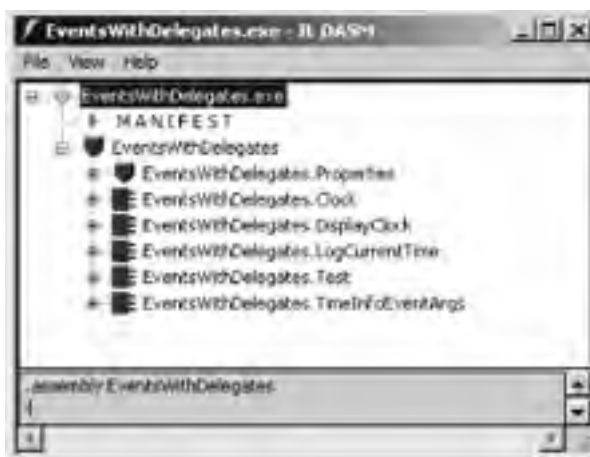 EventsWithDelegates.exe - IL DASM
File View Help
EventsWithDelegates.exe
MANIFEST
EventsWithDelegates
EventsWithDelegates.Properties
EventsWithDelegates.Clock
EventsWithDelegates.DisplayClock
EventsWithDelegates.LogCurrentTime
EventsWithDelegates.Test
EventsWithDelegates.TimeInfoEventArgs
.assembly EventsWithDelegates
{